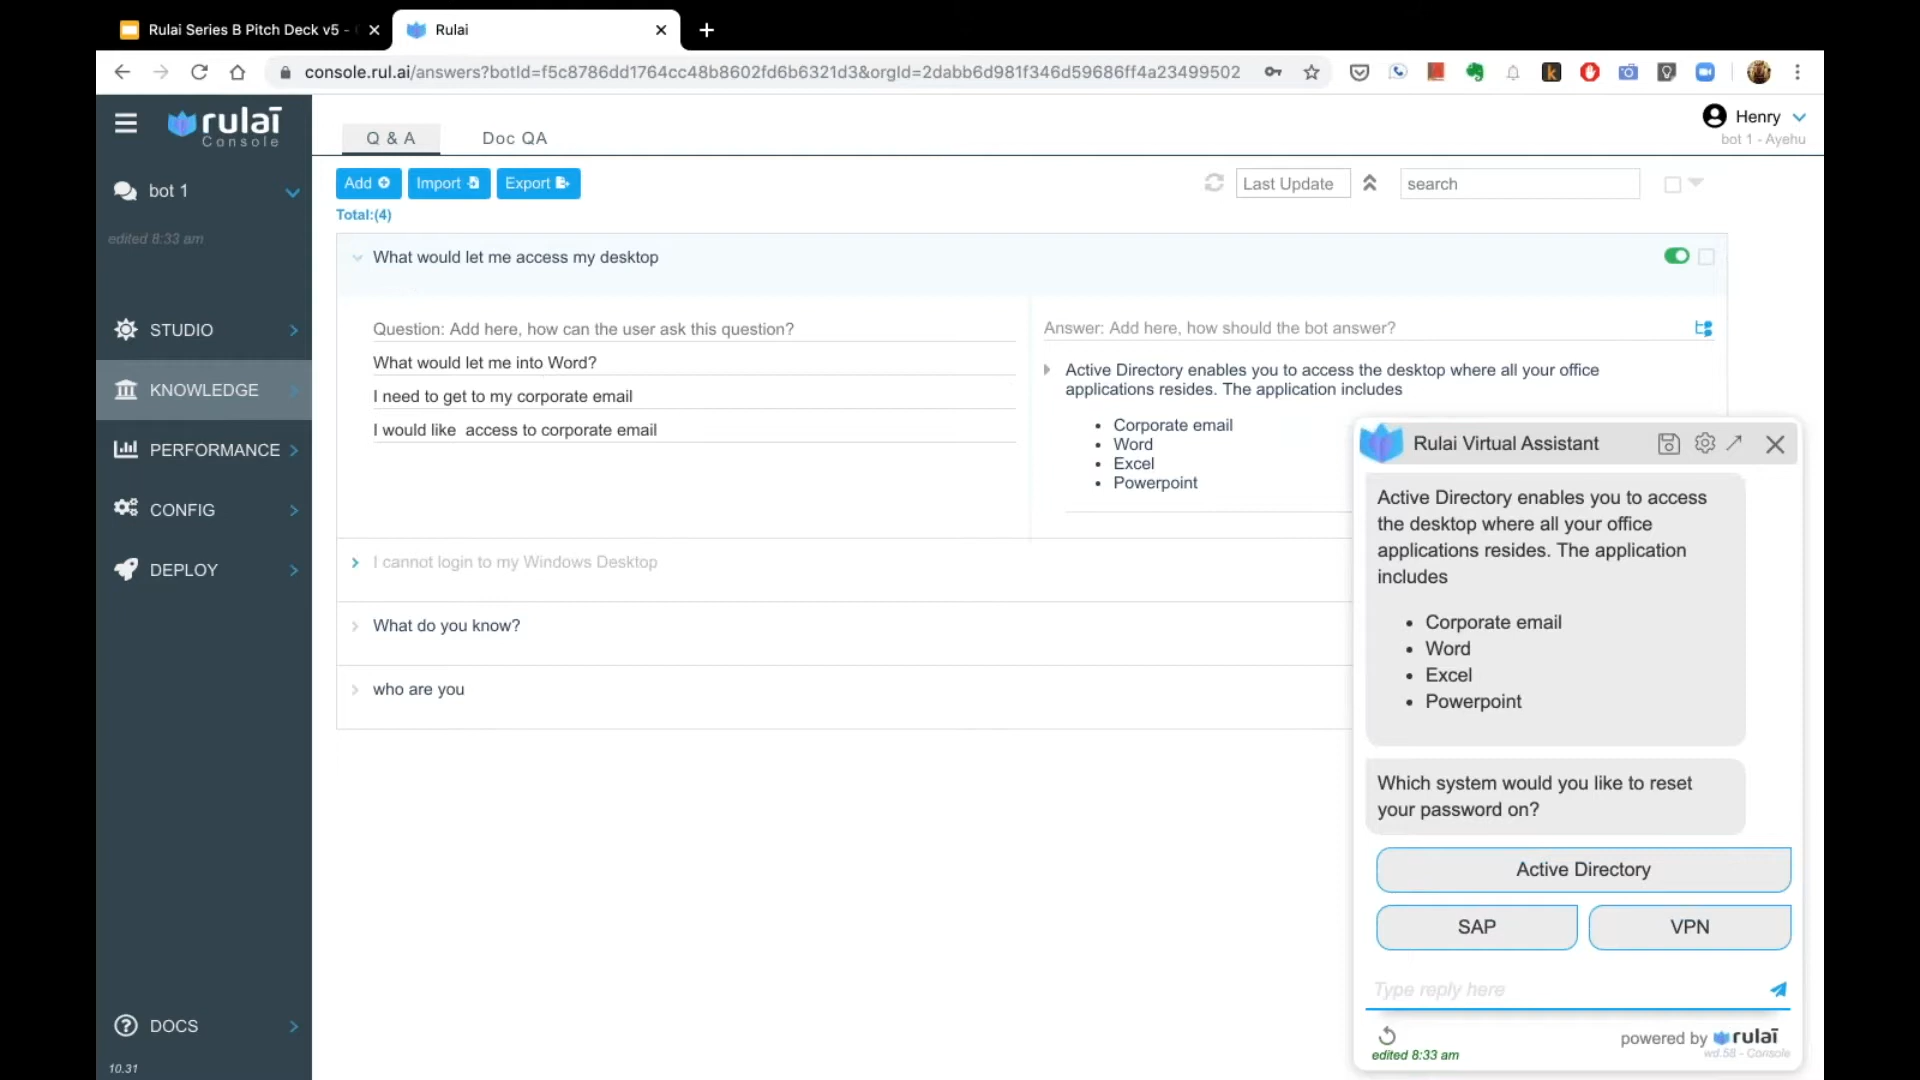 Rulai Series B Pitch Deck v5 -
Rulai
console.rul.ai/answers?botId=f5c8786dd1764cc48b8602fd6b6321d3&orgId=2dabb6d981f346d59686ff4a23499502
rulaī
Console
Q & A
Doc QA
Henry
bot 1 - Ayehu
bot 1
edited 8:33 am
Add
Import
Export
Last Update
search
Total:(4)
What would let me access my desktop
Question: Add here, how can the user ask this question?
What would let me into Word?
I need to get to my corporate email
I would like  access to corporate email
Answer: Add here, how should the bot answer?
Active Directory enables you to access the desktop where all your office
applications resides. The application includes
• Corporate email
• Word
• Excel
• Powerpoint
I cannot login to my Windows Desktop
What do you know?
who are you
STUDIO
KNOWLEDGE
PERFORMANCE
CONFIG
DEPLOY
DOCS
10.31
Rulai Virtual Assistant
Active Directory enables you to access
the desktop where all your office
applications resides. The application
includes
• Corporate email
• Word
• Excel
• Powerpoint
Which system would you like to reset
your password on?
Active Directory
SAP
VPN
Type reply here
edited 8:33 am
powered by rulaī
wd.58 - Console